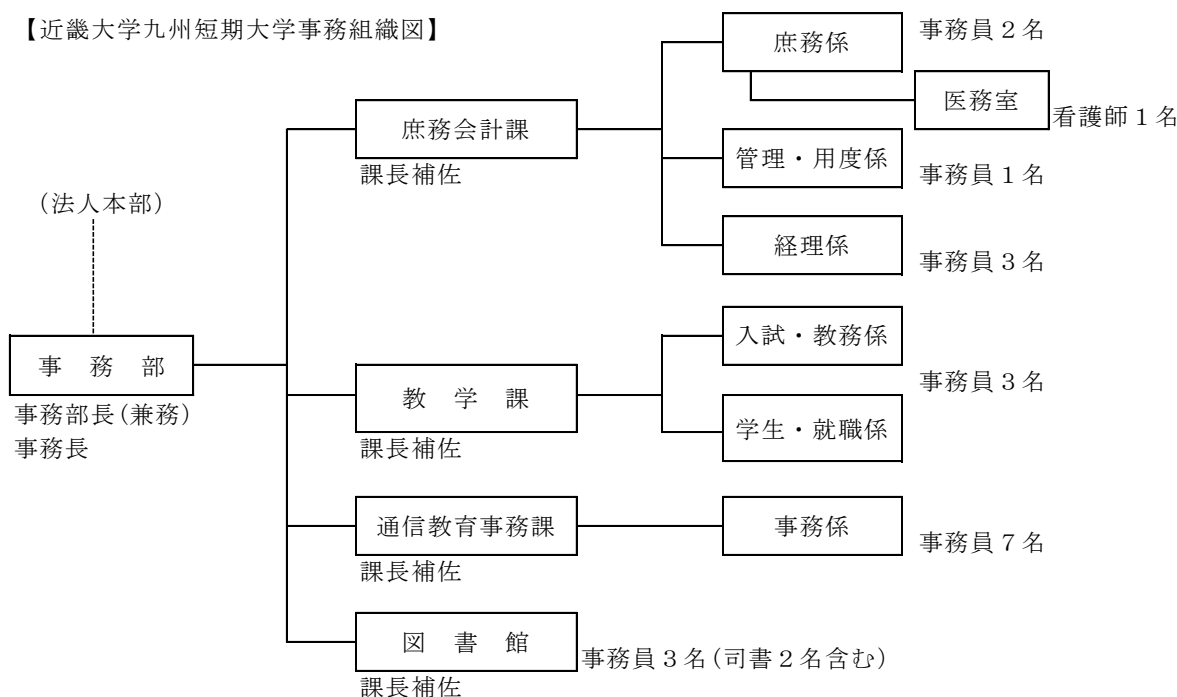 【近畿大学九州短期大学事務組織図】
庶務係
事務員２名
医務室
看護師１名
庶務会計課
課長補佐
管理・用度係
事務員１名
経理係
事務員３名
（法人本部）
事　務　部
事務部長（兼務）
事務長
教　学　課
課長補佐
入試・教務係
事務員３名
学生・就職係
通信教育事務課
課長補佐
事務係
事務員７名
図　書　館
事務員３名（司書２名含む）
課長補佐